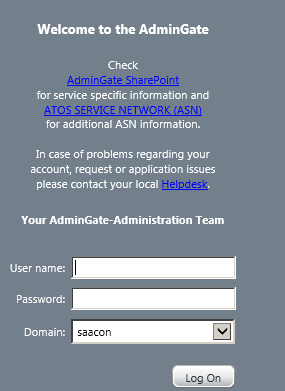 Welcome to the AdminGate
Check
AdminGate SharePoint
for service specific information and
ATOS SERVICE NETWORK (ASN)
for additional ASN information.
In case of problems regarding your
account, request or application issues
please contact your local Helpdesk.
Your AdminGate-Administration Team
User name:
Password:
Domain: saacon
Log On